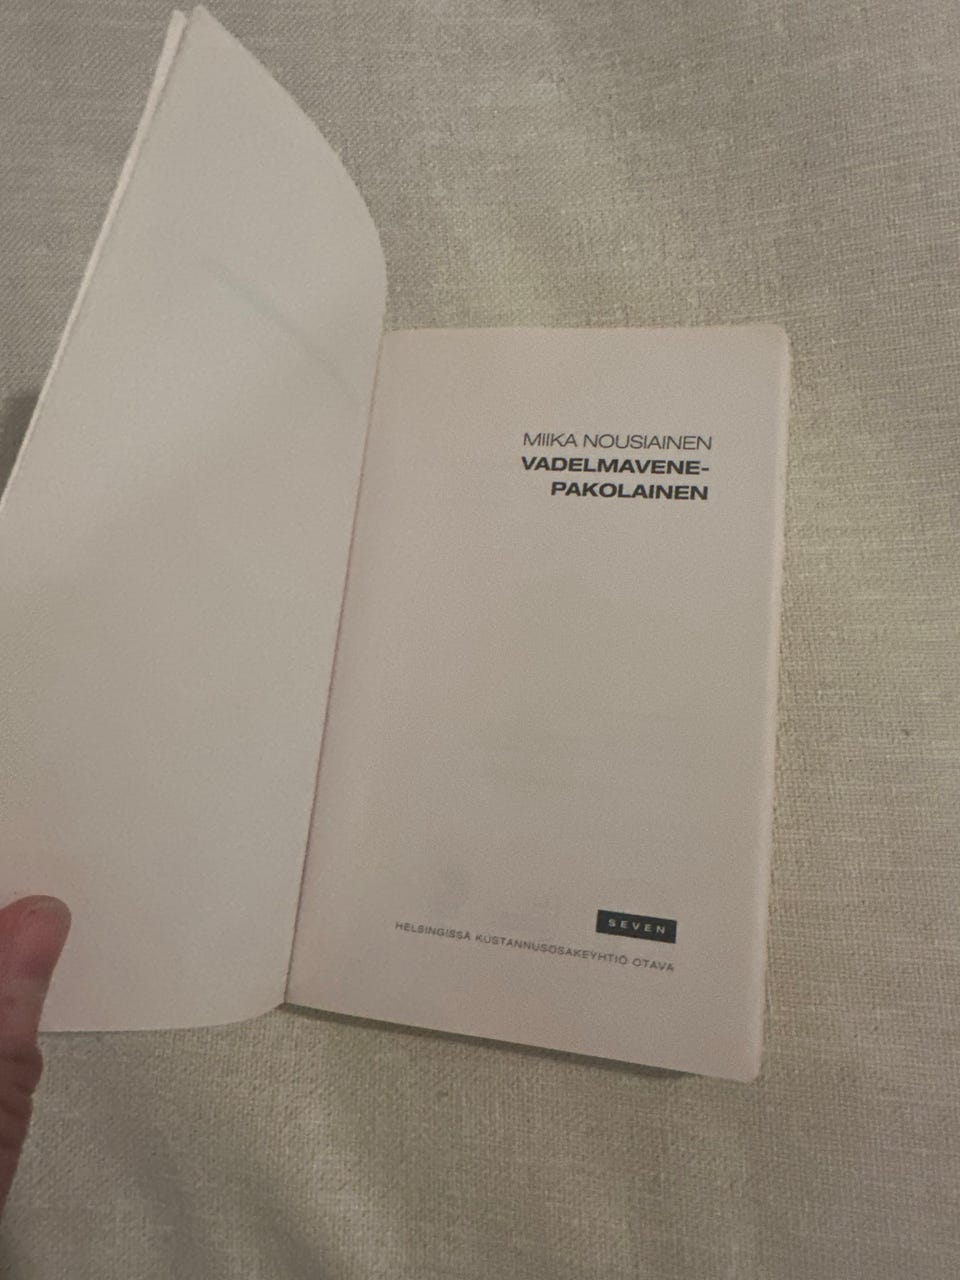 MIIKA NOUSIAINEN
VADELMAVENE-
PAKOLAINEN
SEVEN
HELSINGISSÄ KUSTANNUSOSAKEYHTIÖ OTAVA